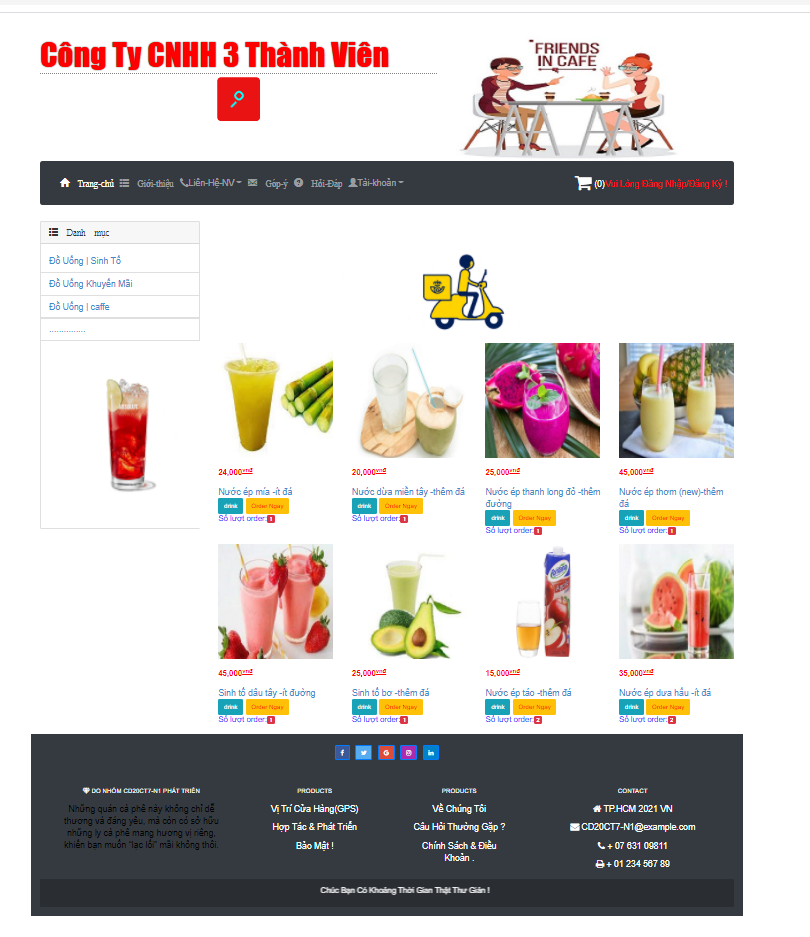 Công Ty CNHH 3 Thành Viên
FRIENDS
IN CAFE
Trang-chủ Giới-thiệu Liên-Hệ-NV Góp-ý Hỏi-Đáp Tài-khoản (0)Vui Lòng Đăng Nhập/Đăng Ký !
Danh mục
Đồ Uống | Sinh Tố
Đồ Uống Khuyến Mãi
Đồ Uống | caffe
...............
24,000vnđ 20,000vnđ 25,000vnđ 45,000vnđ
Nước ép mía -ít đá
drink Order Ngay
Số lượt order:1
Nước dừa miền tây -thêm đá
drink Order Ngay
Số lượt order:1
Nước ép thanh long đỏ -thêm
đường
drink Order Ngay
Số lượt order:1
Nước ép thơm (new)-thêm
đá
drink Order Ngay
Số lượt order:1
45,000vnđ 25,000vnđ 15,000vnđ 35,000vnđ
Sinh tố dâu tây -ít đường
drink Order Ngay
Số lượt order:1
Sinh tố bơ -thêm đá
drink Order Ngay
Số lượt order:1
Nước ép táo -thêm đá
drink Order Ngay
Số lượt order:2
Nước ép dưa hấu -ít đá
drink Order Ngay
Số lượt order:2
DO NHÓM CD20CT7-N1 PHÁT TRIỂN
Những quán cà phê này không chỉ dễ
thương và đáng yêu, mà còn có sở hữu
những ly cà phê mang hương vị riêng,
khiến bạn muốn "lạc lối" mãi không thôi.
PRODUCTS
Vị Trí Cửa Hàng(GPS)
Hợp Tác & Phát Triển
Bảo Mật !
PRODUCTS
Về Chúng Tôi
Câu Hỏi Thường Gặp ?
Chính Sách & Điều
Khoản .
CONTACT
TP.HCM 2021 VN
CD20CT7-N1@example.com
+ 07 631 09811
+ 01 234 567 89
Chúc Bạn Có Khoảng Thời Gian Thật Thư Giản !